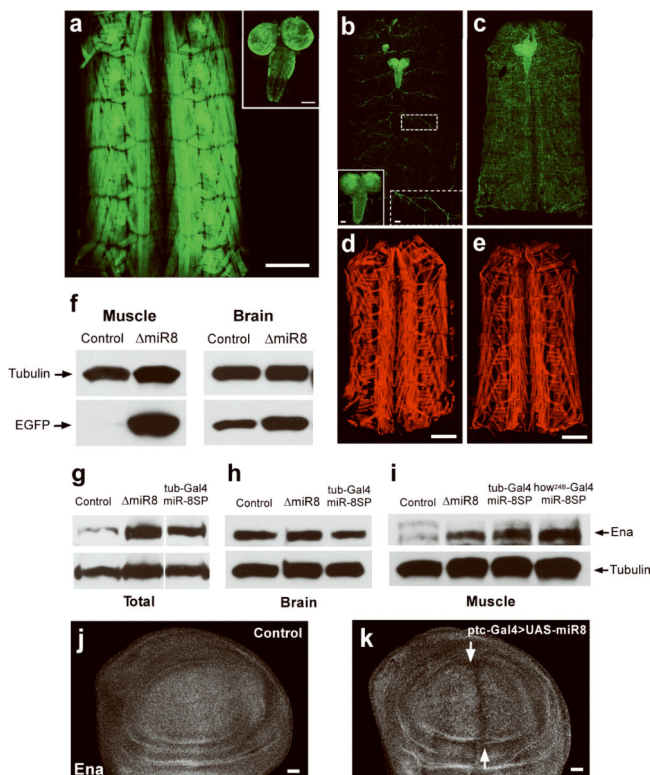 a
b
c
d
e
f
Muscle Brain
Control ΔmiR8 Control ΔmiR8
Tubulin
EGFP
g
h
i
Control ΔmiR8 tub-Gal4 miR-8SP
Control ΔmiR8 tub-Gal4 miR-8SP
Control ΔmiR8 tub-Gal4 miR-8SP how24B-Gal4 miR-8SP
Ena
Tubulin
Total Brain Muscle
j
Control
Ena
k
ptc-Gal4>UAS-miR8